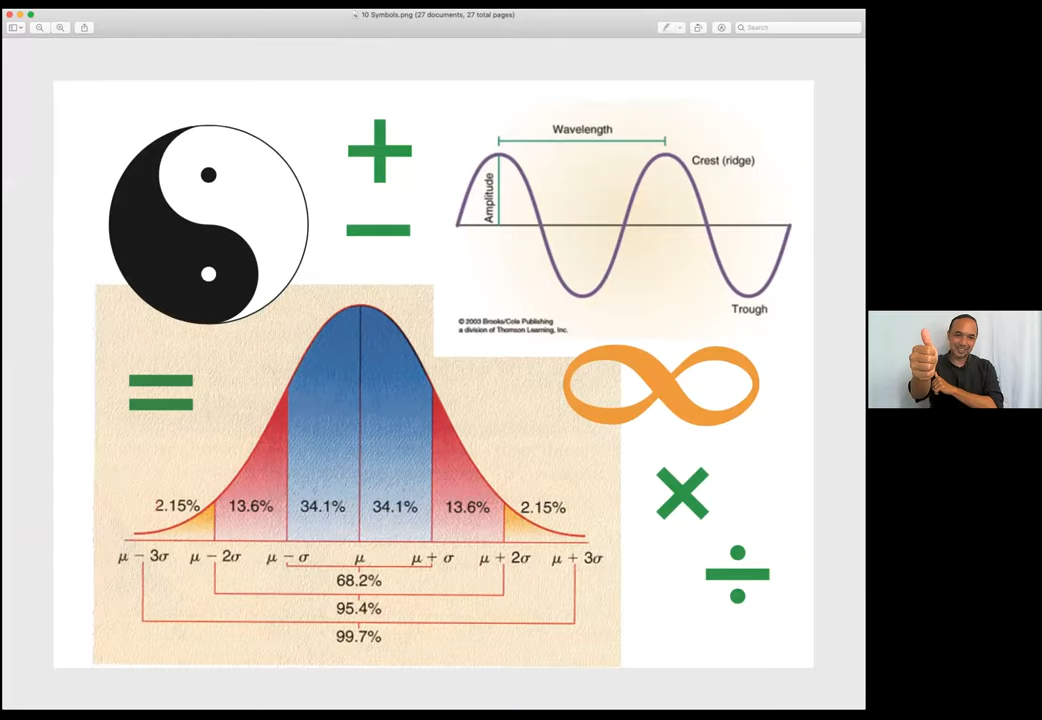 10 Symbols.png (27 documents, 27 total pages)
Search
+
−
Wavelength
Crest (ridge)
Amplitude
Trough
© 2003 Brooks/Cole Publishing
a division of Thomson Learning, Inc.
=
∞
×
÷
2.15% 13.6% 34.1% 34.1% 13.6% 2.15%
μ − 3σ μ − 2σ μ − σ μ μ + σ μ + 2σ μ + 3σ
68.2%
95.4%
99.7%